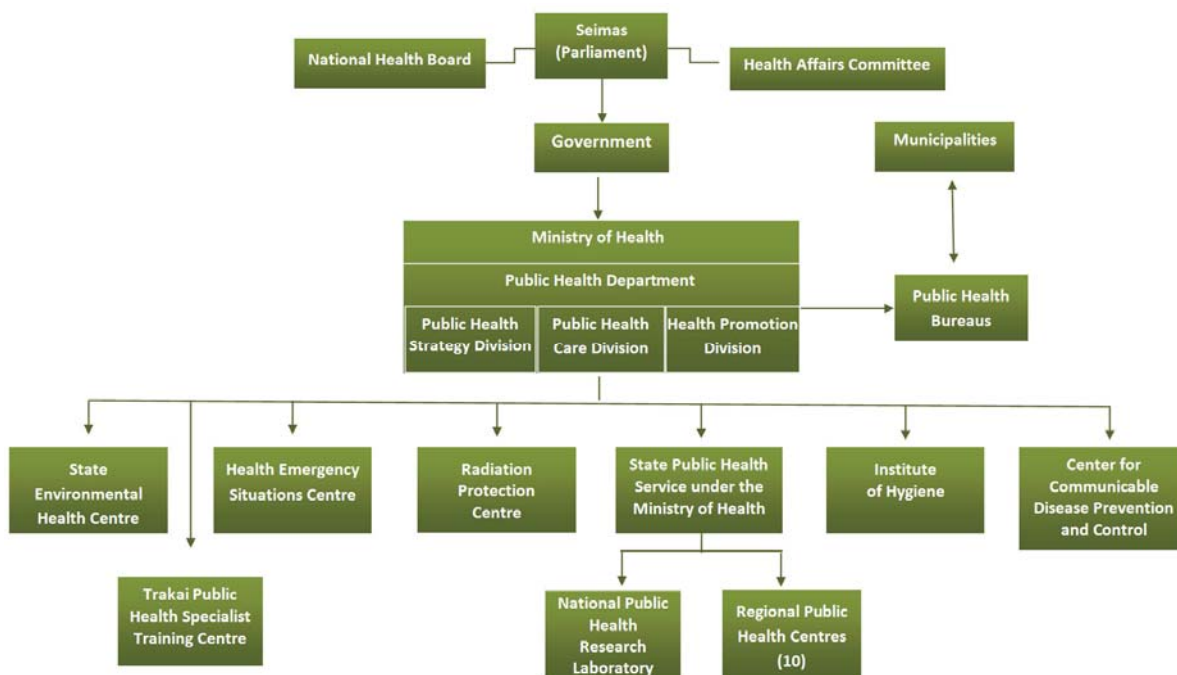 Seimas
(Parliament)
National Health Board
Health Affairs Committee
Government
Municipalities
Ministry of Health
Public Health Department
Public Health
Strategy Division
Public Health
Care Division
Health Promotion
Division
Public Health
Bureaus
State
Environmental
Health Centre
Health Emergency
Situations Centre
Radiation
Protection
Centre
State Public Health
Service under the
Ministry of Health
Institute
of Hygiene
Center for
Communicable
Disease Prevention
and Control
Trakai Public
Health Specialist
Training Centre
National Public
Health
Research
Laboratory
Regional Public
Health Centres
(10)